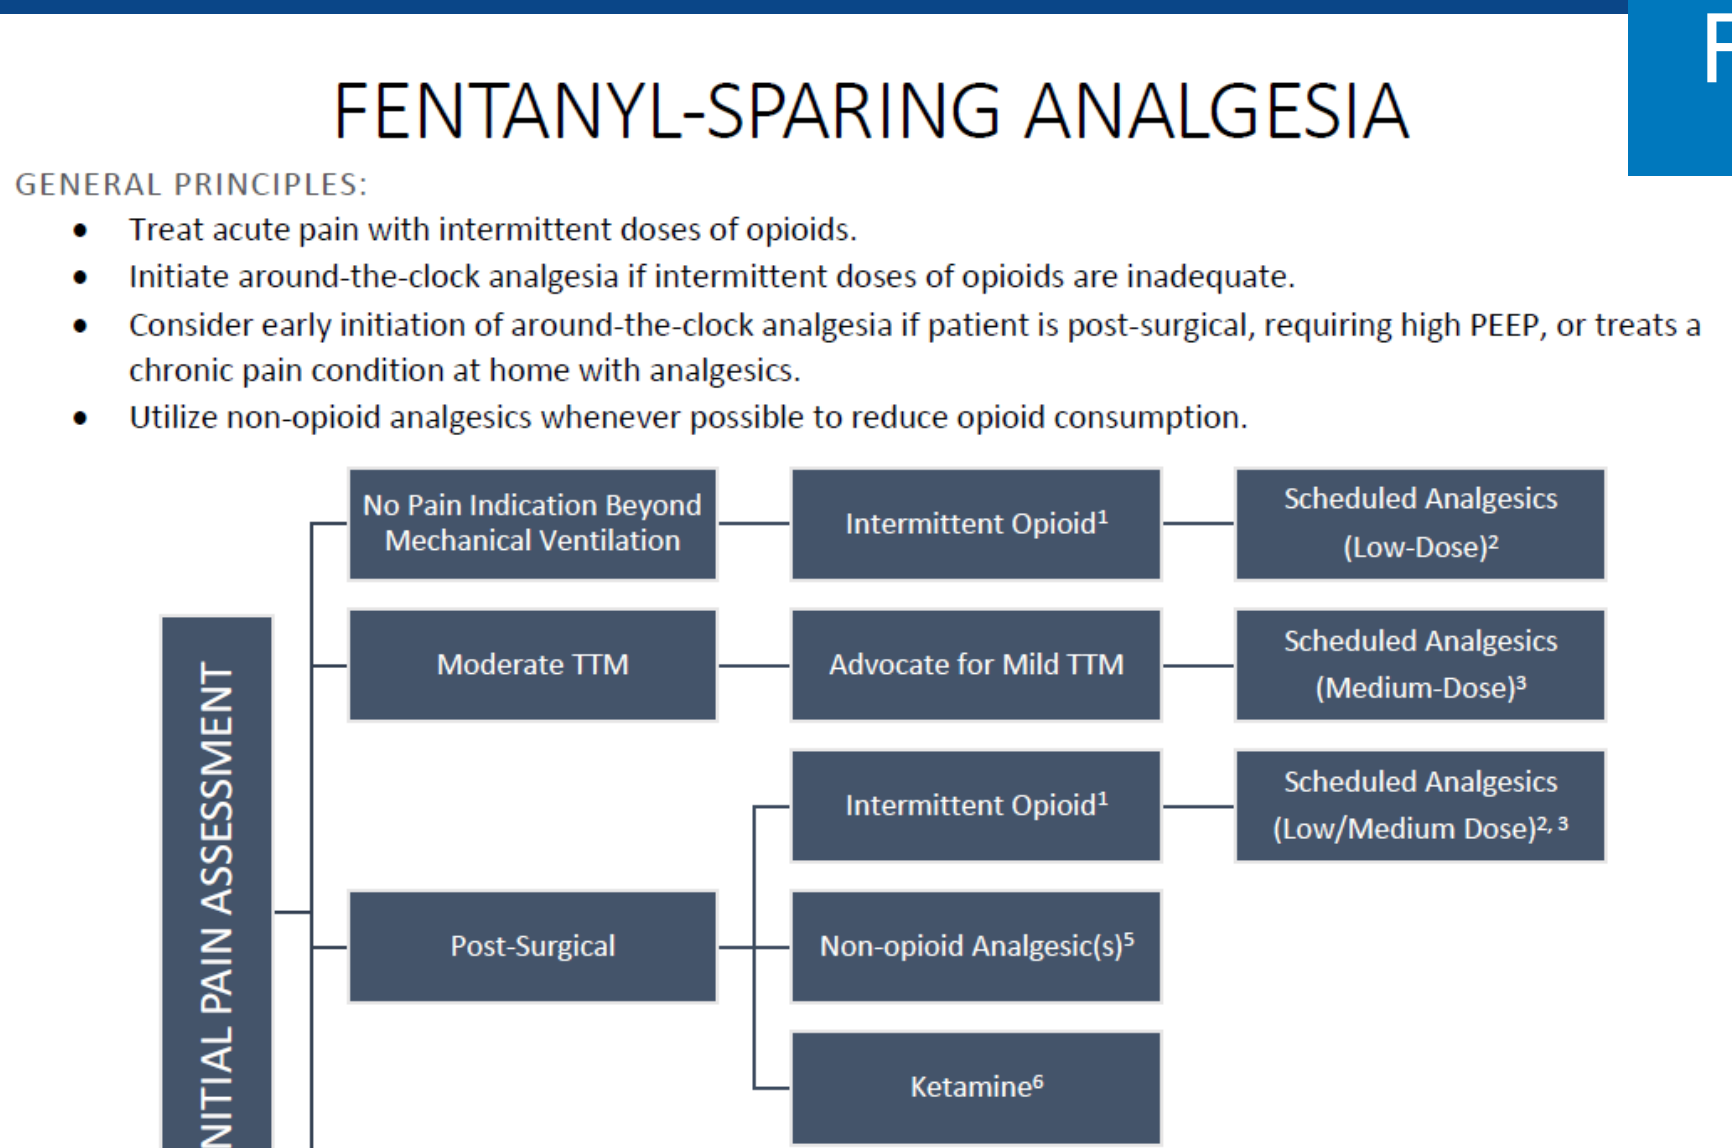 F
FENTANYL-SPARING ANALGESIA
GENERAL PRINCIPLES:
• Treat acute pain with intermittent doses of opioids.
• Initiate around-the-clock analgesia if intermittent doses of opioids are inadequate.
• Consider early initiation of around-the-clock analgesia if patient is post-surgical, requiring high PEEP, or treats a
chronic pain condition at home with analgesics.
• Utilize non-opioid analgesics whenever possible to reduce opioid consumption.
NITIAL PAIN ASSESSMENT
No Pain Indication Beyond
Mechanical Ventilation
Intermittent Opioid¹
Scheduled Analgesics
(Low-Dose)²
Moderate TTM
Advocate for Mild TTM
Scheduled Analgesics
(Medium-Dose)³
Post-Surgical
Intermittent Opioid¹
Scheduled Analgesics
(Low/Medium Dose)²˒ ³
Non-opioid Analgesic(s)⁵
Ketamine⁶